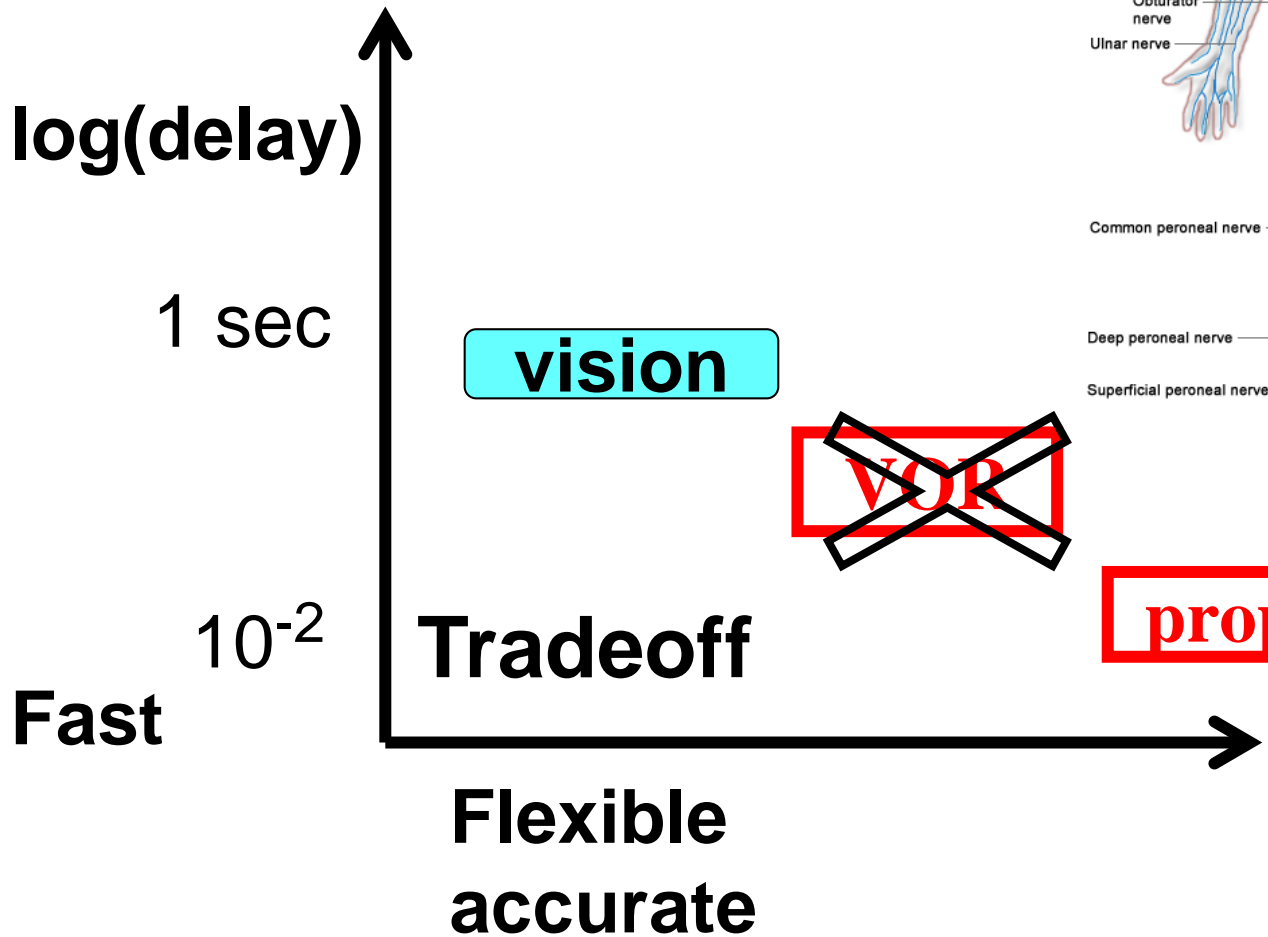 Obturator
nerve
Ulnar nerve
log(delay)
Common peroneal nerve
1 sec
Deep peroneal nerve
vision
Superficial peroneal nerve
VOR
10-2
Tradeoff
prop
Fast
Flexible
accurate